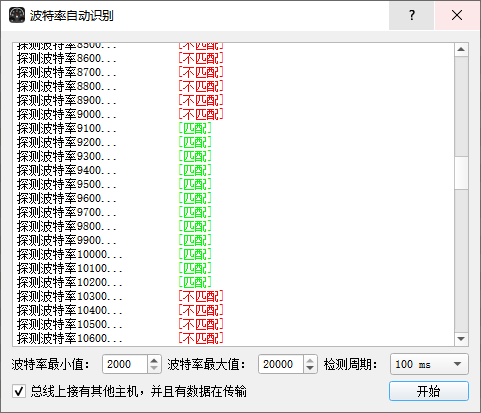 波特率自动识别
探测波特率8500... [不匹配]
探测波特率8600... [不匹配]
探测波特率8700... [不匹配]
探测波特率8800... [不匹配]
探测波特率8900... [不匹配]
探测波特率9000... [不匹配]
探测波特率9100... [匹配]
探测波特率9200... [匹配]
探测波特率9300... [匹配]
探测波特率9400... [匹配]
探测波特率9500... [匹配]
探测波特率9600... [匹配]
探测波特率9700... [匹配]
探测波特率9800... [匹配]
探测波特率9900... [匹配]
探测波特率10000... [匹配]
探测波特率10100... [匹配]
探测波特率10200... [匹配]
探测波特率10300... [不匹配]
探测波特率10400... [不匹配]
探测波特率10500... [不匹配]
探测波特率10600... [不匹配]
波特率最小值: 2000 波特率最大值: 20000 检测周期: 100 ms
总线上接有其他主机，并且有数据在传输 开始